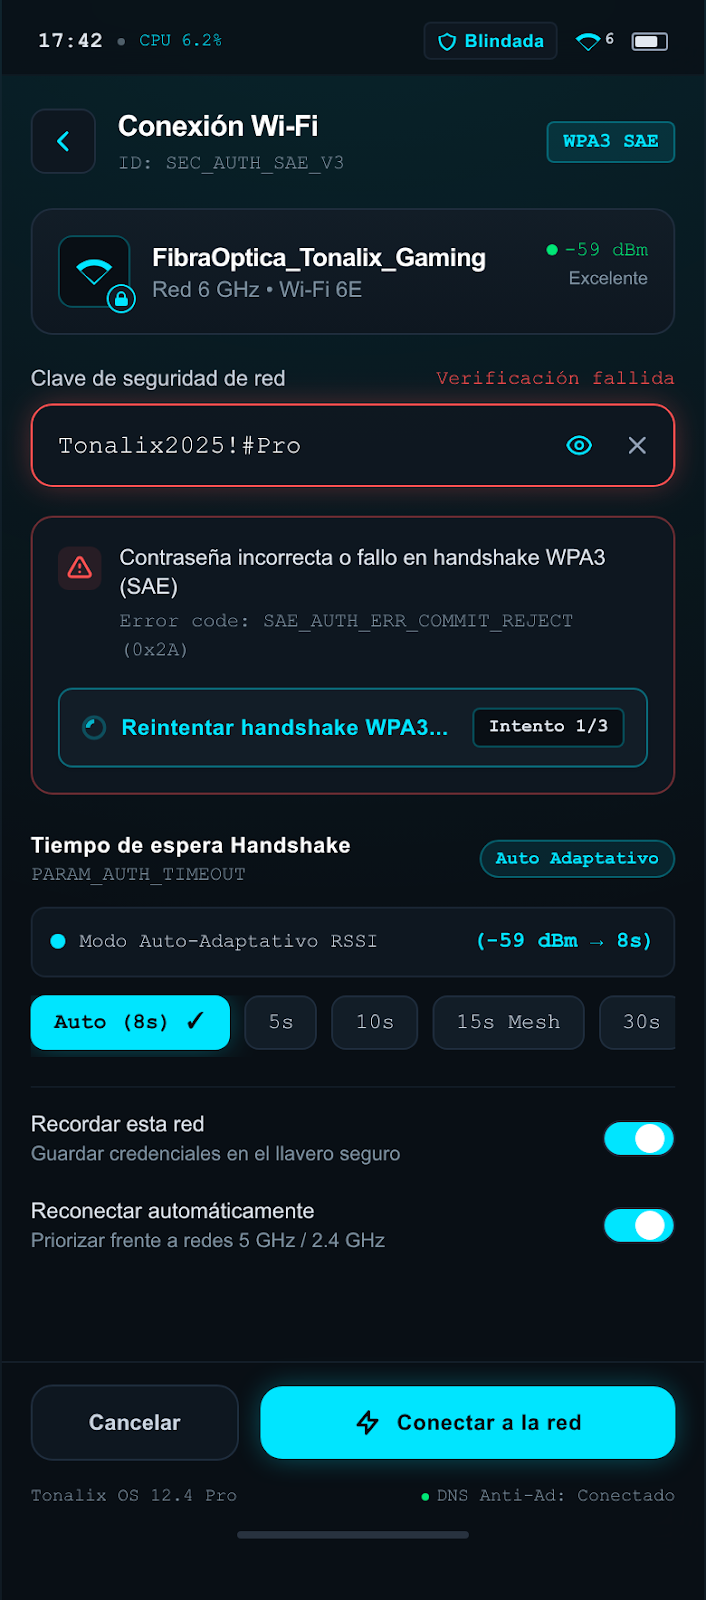 17:42 • CPU 6.2% Blindada 6
Conexión Wi-Fi
ID: SEC_AUTH_SAE_V3
WPA3 SAE
FibraOptica_Tonalix_Gaming
Red 6 GHz • Wi-Fi 6E
-59 dBm
Excelente
Clave de seguridad de red
Verificación fallida
Tonalix2025!#Pro
Contraseña incorrecta o fallo en handshake WPA3
(SAE)
Error code: SAE_AUTH_ERR_COMMIT_REJECT
(0x2A)
Reintentar handshake WPA3... Intento 1/3
Tiempo de espera Handshake
PARAM_AUTH_TIMEOUT
Auto Adaptativo
Modo Auto-Adaptativo RSSI (-59 dBm → 8s)
Auto (8s) ✓ 5s 10s 15s Mesh 30s
Recordar esta red
Guardar credenciales en el llavero seguro
Reconectar automáticamente
Priorizar frente a redes 5 GHz / 2.4 GHz
Cancelar Conectar a la red
Tonalix OS 12.4 Pro DNS Anti-Ad: Conectado